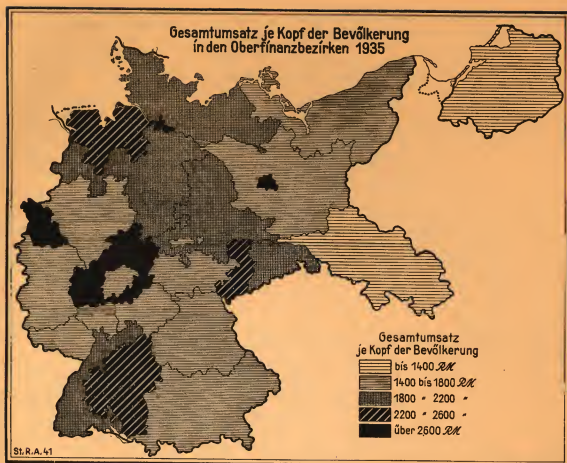 Gesamtumsatz je Kopf der Bevölkerung
in den Oberfinanzbezirken 1935
Gesamtumsatz
je Kopf der Bevölkerung
bis 1400 RM
1400 bis 1800 RM
1800 " 2200 "
2200 " 2600 "
über 2600 RM
St.R.A.41